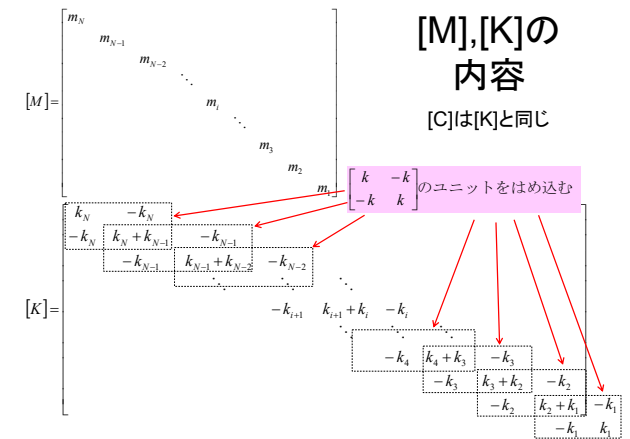 [M],[K]の
内容
[C]は[K]と同じ
[M]=
m_N
m_{N-1}
m_{N-2}
⋱
m_i
⋱
m_3
m_2
m_1
[k -k
-k k]のユニットをはめ込む
[K]=
k_N -k_N
-k_N k_N+k_{N-1} -k_{N-1}
-k_{N-1} k_{N-1}+k_{N-2} -k_{N-2}
⋱ ⋱ ⋱
-k_{i+1} k_{i+1}+k_i -k_i
⋱ ⋱ ⋱
-k_4 k_4+k_3 -k_3
-k_3 k_3+k_2 -k_2
-k_2 k_2+k_1 -k_1
-k_1 k_1